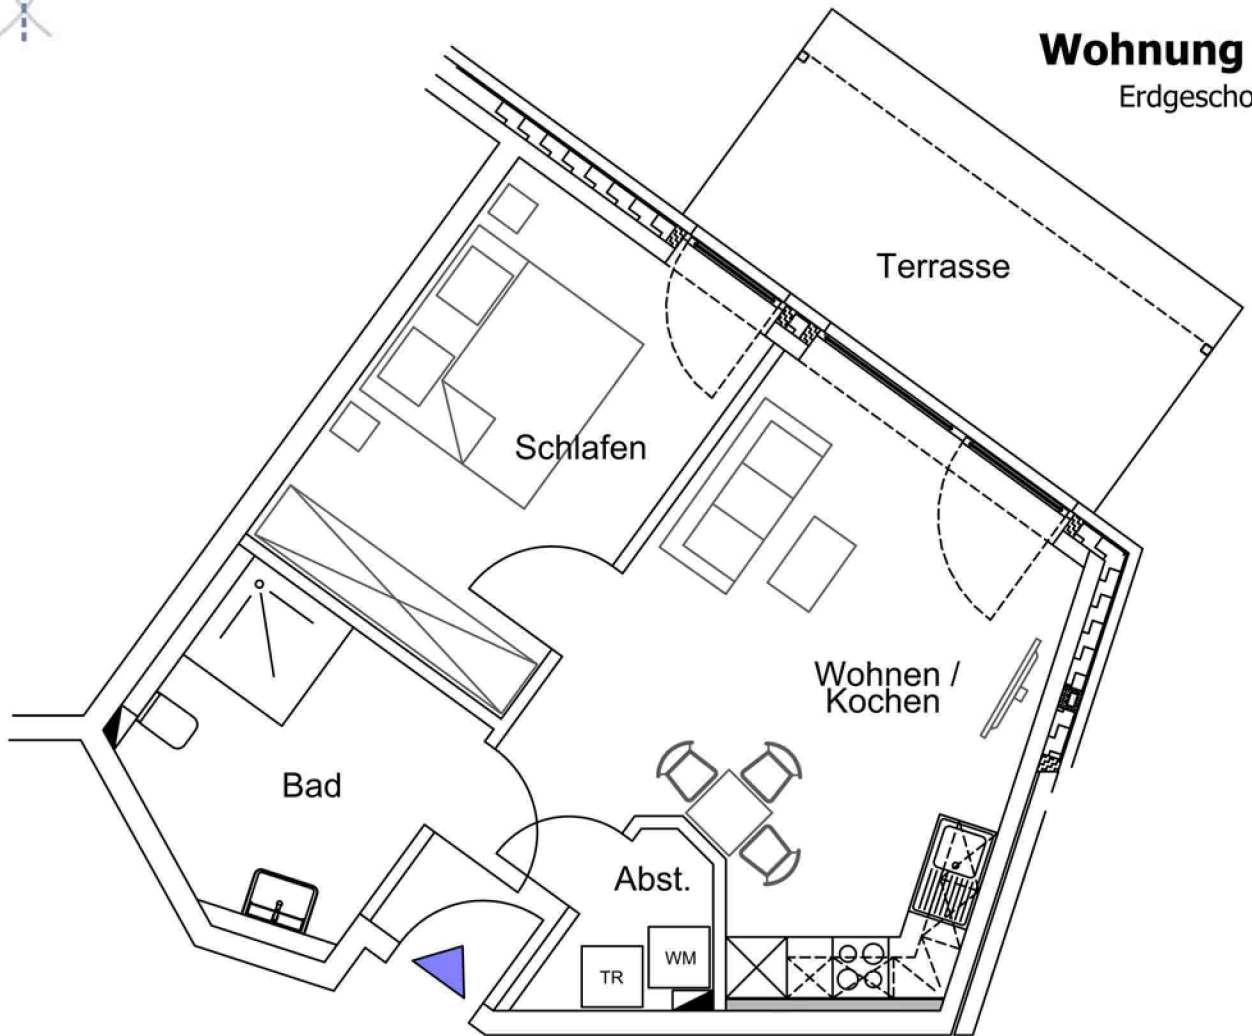 Wohnung
Erdgescho
Terrasse
Schlafen
Wohnen /
Kochen
Bad
Abst.
WM
TR